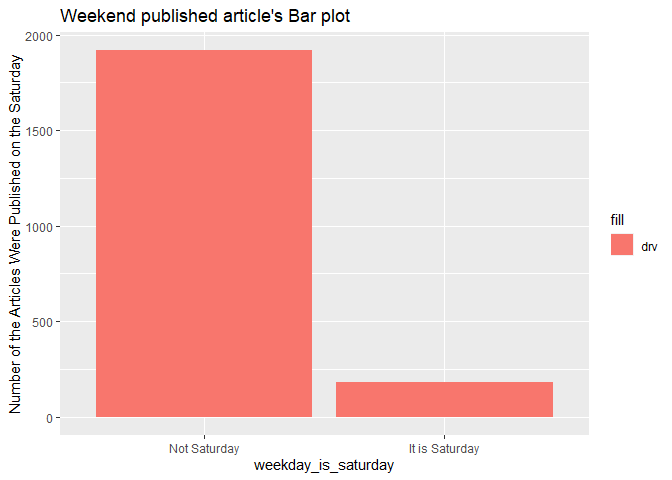 Weekend published article's Bar plot
Number of the Articles Were Published on the Saturday
2000
1500
1000
500
0
Not Saturday
It is Saturday
weekday_is_saturday
fill
drv